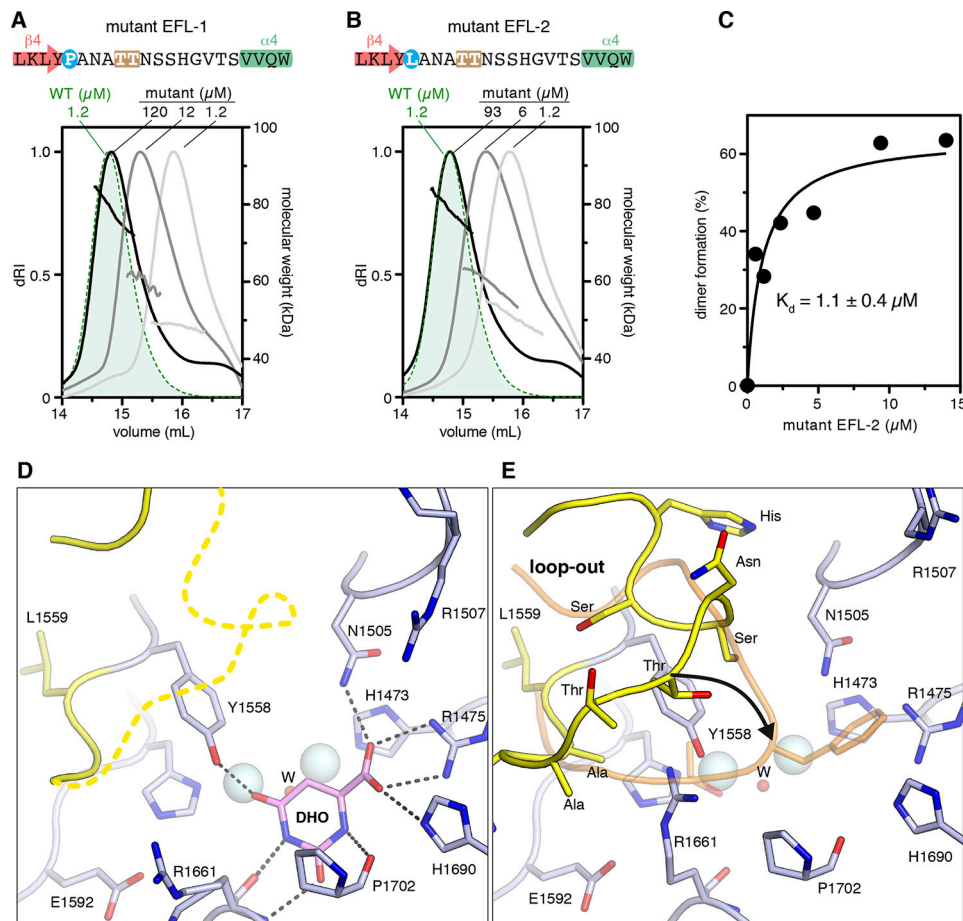 A
mutant EFL-1
β4
α4
LKLYPANATTNSSHGVTSVVQW
WT (µM)
1.2
mutant (µM)
120 12 1.2
1.0
0.5
0
dRI
100
80
60
40
molecular weight (kDa)
14 15 16 17
volume (mL)
B
mutant EFL-2
β4
α4
LKLYLANATTNSSHGVTSVVQW
WT (µM)
1.2
mutant (µM)
93 6 1.2
1.0
0.5
0
dRI
100
80
60
40
molecular weight (kDa)
14 15 16 17
volume (mL)
C
60
40
20
0
dimer formation (%)
Kd = 1.1 ± 0.4 µM
0 5 10 15
mutant EFL-2 (µM)
D
L1559
Y1558
N1505
R1507
H1473
R1475
W
DHO
R1661
E1592
P1702
H1690
E
loop-out
His
Asn
Ser
Ser
Thr
Thr
Ala
Ala
L1559
R1507
N1505
H1473
R1475
Y1558
W
R1661
E1592
P1702
H1690